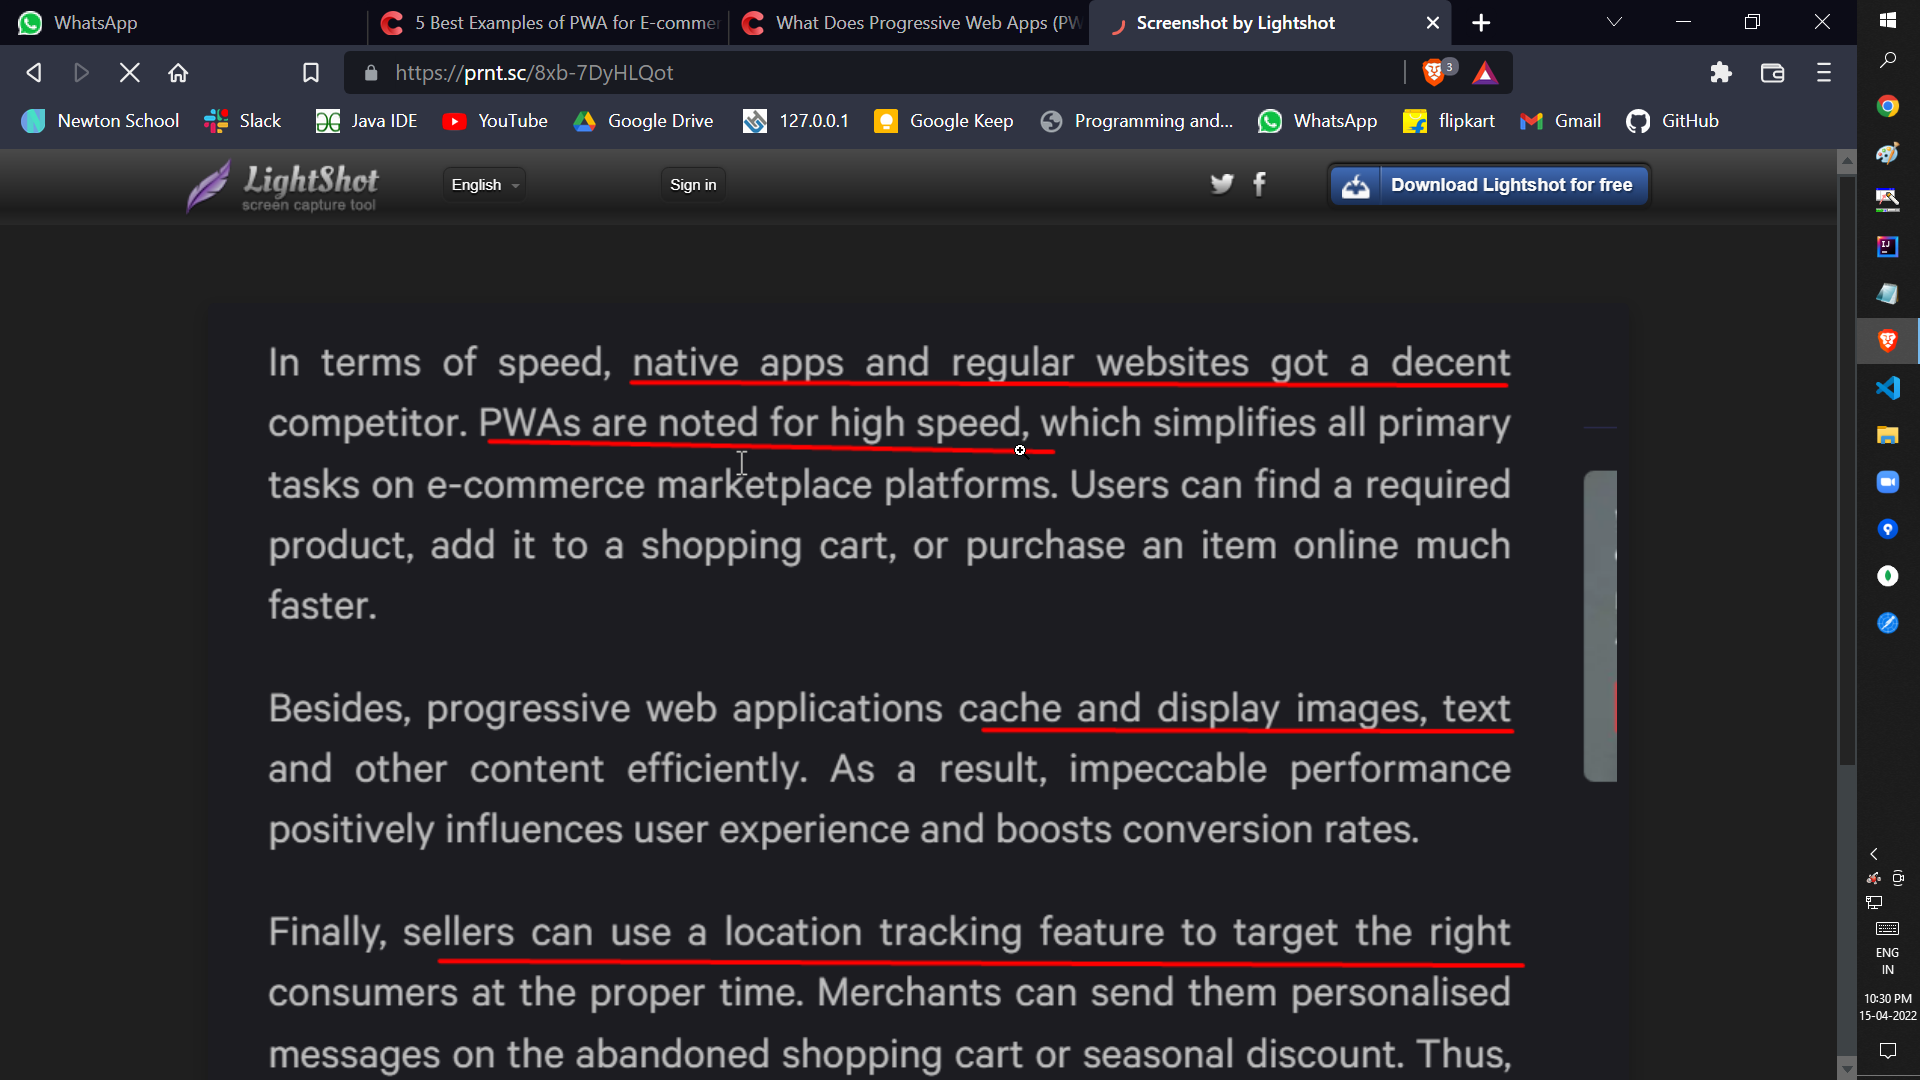 WhatsApp
5 Best Examples of PWA for E-commer
What Does Progressive Web Apps (PW
Screenshot by Lightshot
https://prnt.sc/8xb-7DyHLQot
3
Newton School
Slack
Java IDE
YouTube
Google Drive
127.0.0.1
Google Keep
Programming and...
WhatsApp
flipkart
Gmail
GitHub
LightShot
screen capture tool
English
Sign in
Download Lightshot for free
In terms of speed, native apps and regular websites got a decent
competitor. PWAs are noted for high speed, which simplifies all primary
tasks on e-commerce marketplace platforms. Users can find a required
product, add it to a shopping cart, or purchase an item online much
faster.
Besides, progressive web applications cache and display images, text
and other content efficiently. As a result, impeccable performance
positively influences user experience and boosts conversion rates.
Finally, sellers can use a location tracking feature to target the right
consumers at the proper time. Merchants can send them personalised
messages on the abandoned shopping cart or seasonal discount. Thus,
ENG
IN
10:30 PM
15-04-2022